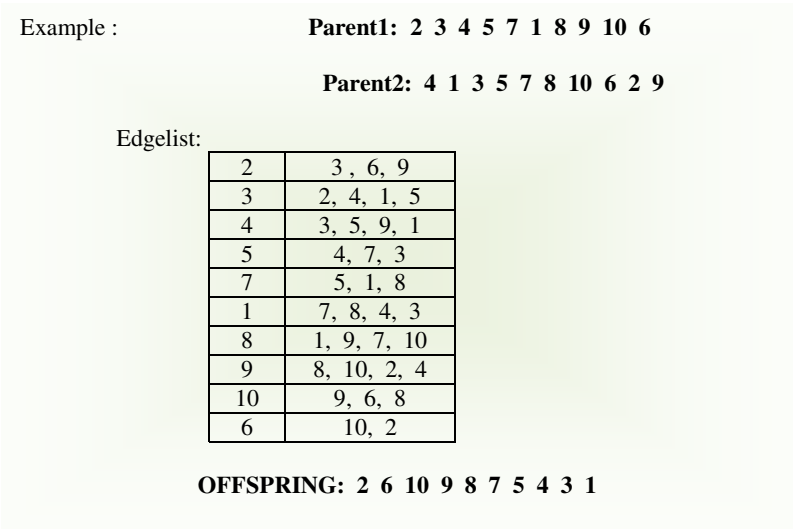 Example : Parent1: 2 3 4 5 7 1 8 9 10 6
Parent2: 4 1 3 5 7 8 10 6 2 9
Edgelist:
2 3 , 6, 9
3 2, 4, 1, 5
4 3, 5, 9, 1
5 4, 7, 3
7 5, 1, 8
1 7, 8, 4, 3
8 1, 9, 7, 10
9 8, 10, 2, 4
10 9, 6, 8
6 10, 2
OFFSPRING: 2 6 10 9 8 7 5 4 3 1